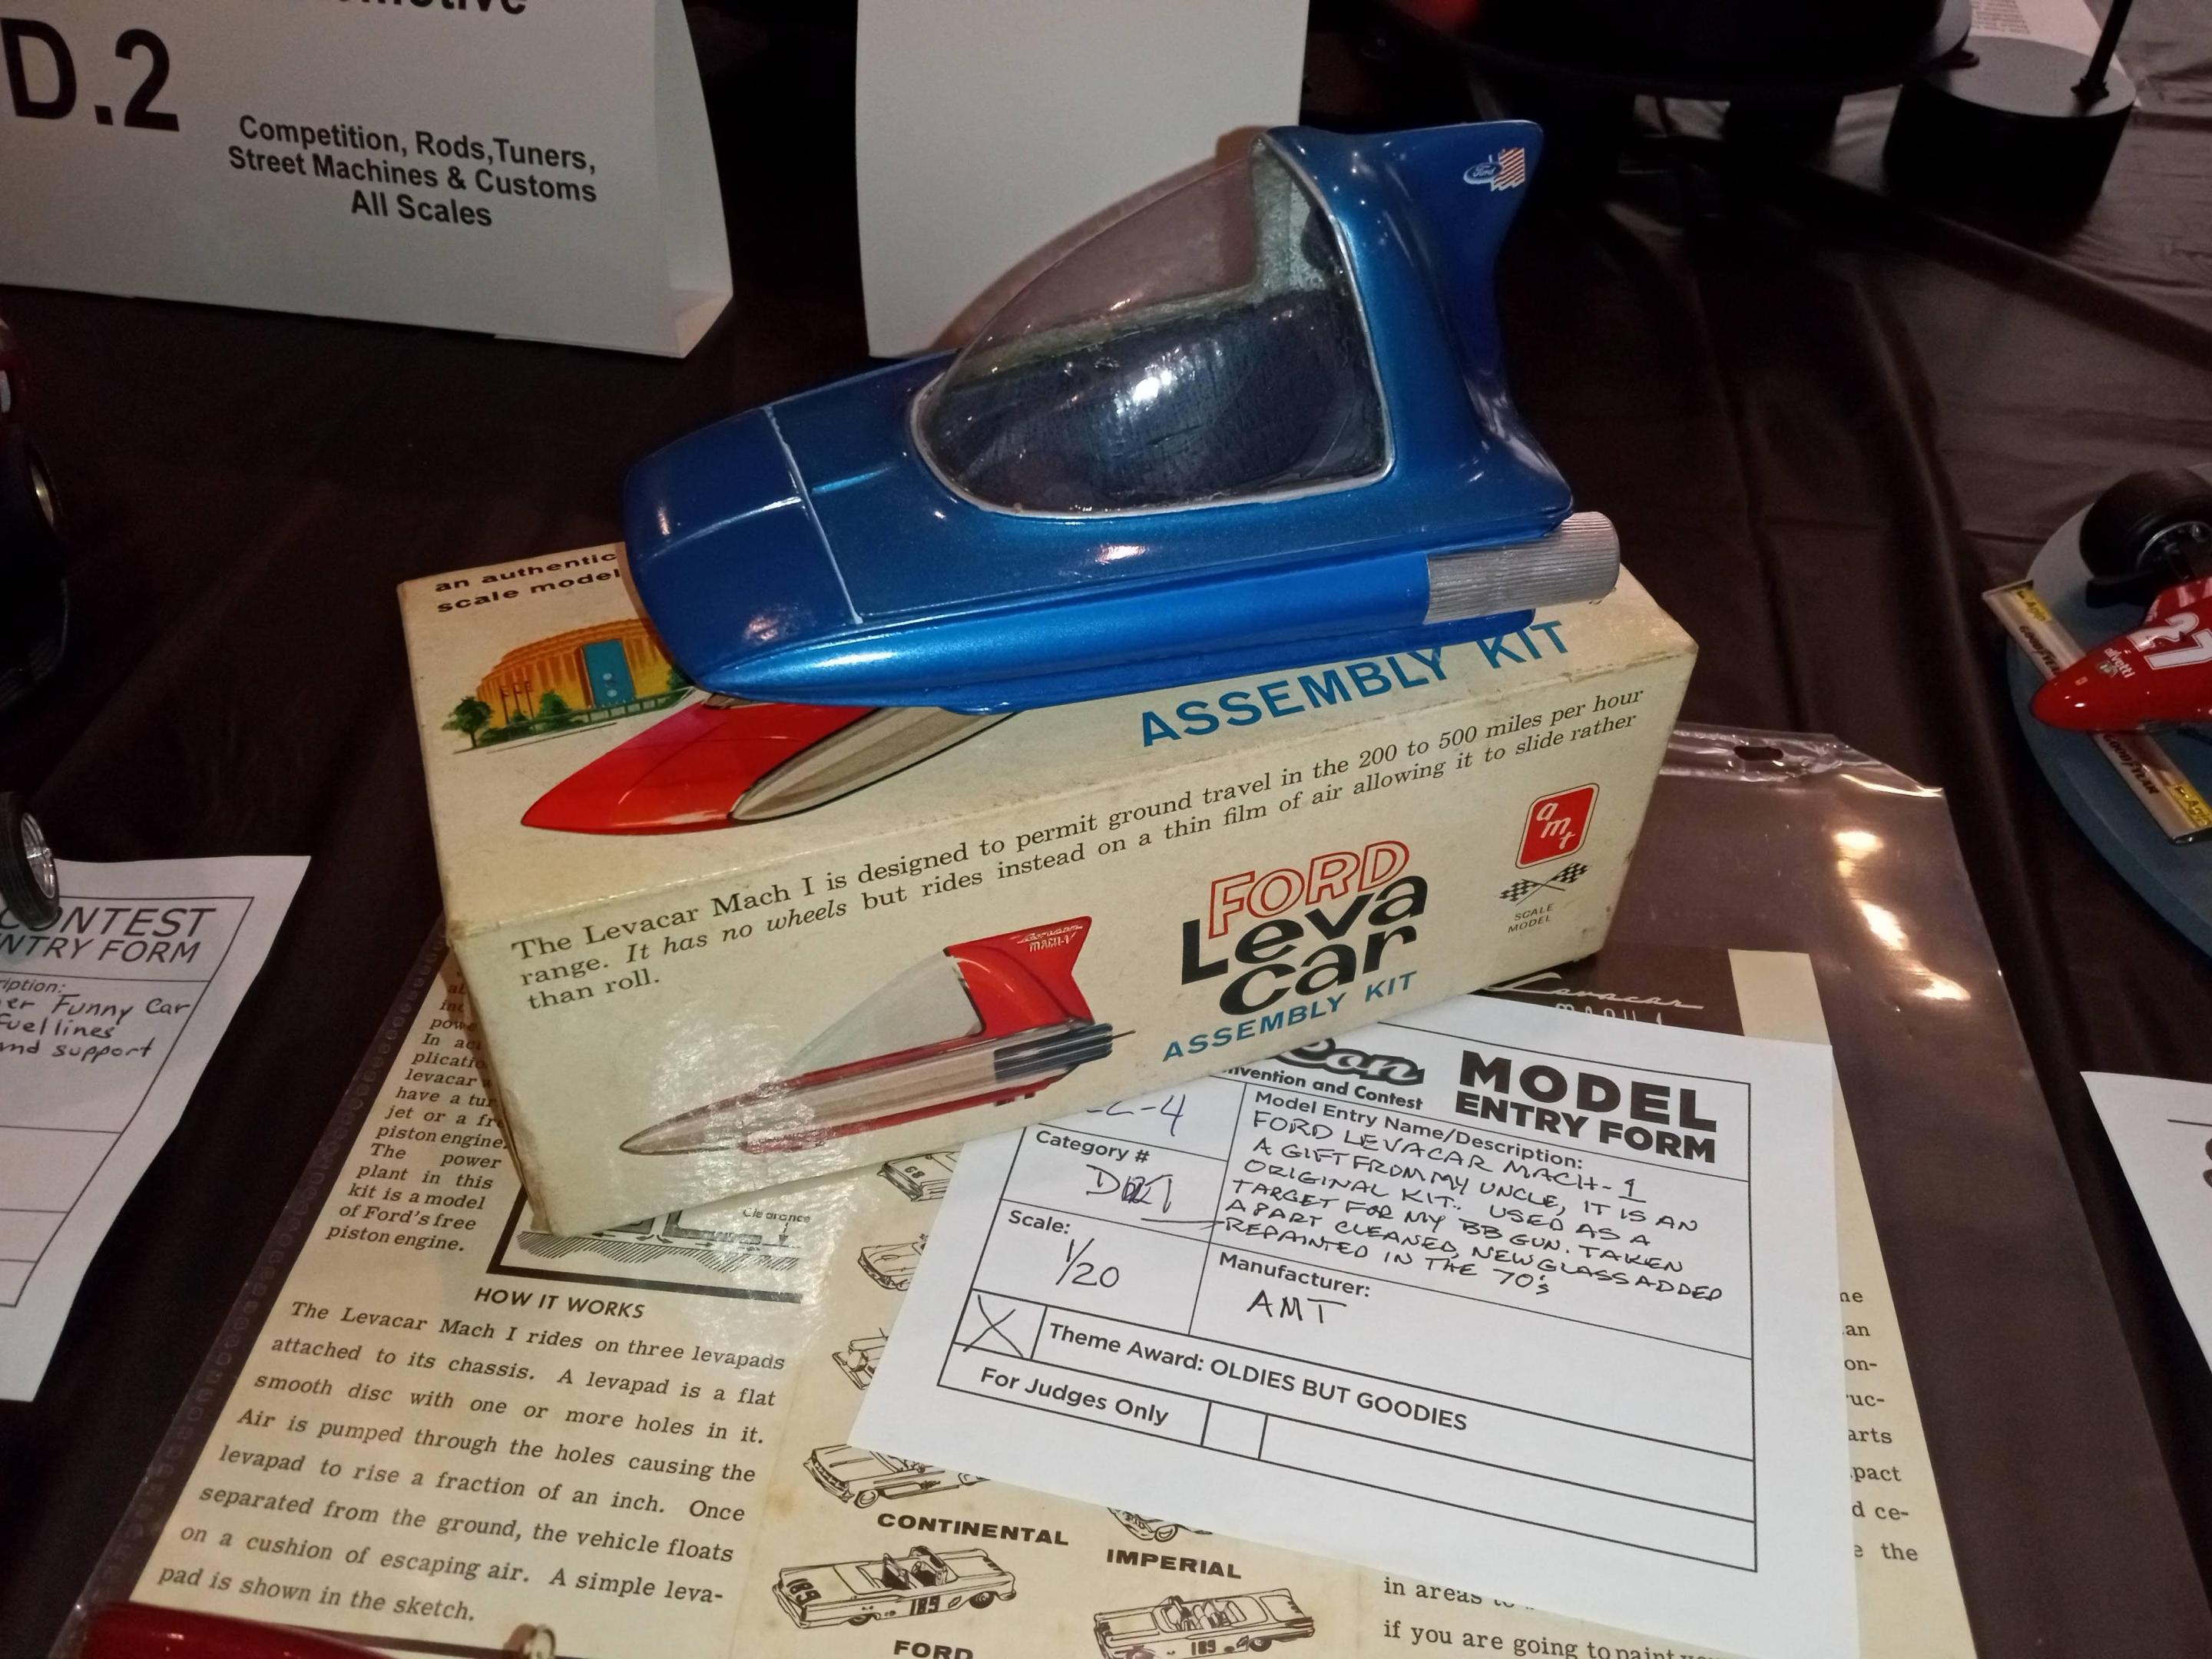 D.2
Competition, Rods,Tuners,
Street Machines & Customs
All Scales
Ford
an authentic
scale model
ASSEMBLY KIT
The Levacar Mach I is designed to permit ground travel in the 200 to 500 miles per hour
range. It has no wheels but rides instead on a thin film of air allowing it to slide rather
than roll.
Levacar
MACH-I
FORD
Leva
car
ASSEMBLY KIT
amt
SCALE
MODEL
27
CONTEST
ENTRY FORM
Funny Car
Fuel lines
and support
Levacar
jet or a
piston engine.
The power
plant in this
kit is a model
of Ford's free
piston engine.
Clearance
HOW IT WORKS
The Levacar Mach I rides on three levapads
attached to its chassis. A levapad is a flat
smooth disc with one or more holes in it.
Air is pumped through the holes causing the
levapad to rise a fraction of an inch. Once
separated from the ground, the vehicle floats
on a cushion of escaping air. A simple leva-
pad is shown in the sketch.
CONTINENTAL
IMPERIAL
189
189
189
FORD
in areas
if you are going to paint
MODEL
ENTRY FORM
and Contest
Model Entry Name/Description:
FORD LEVACAR MACH-1
A GIFT FROM MY UNCLE, IT IS AN
ORIGINAL KIT. USED AS A
TARGET FOR MY BB GUN. TAKEN
APART CLEANED, NEW GLASS ADDED
REPAINTED IN THE 70's
Category #
Scale:
1/20
Manufacturer:
AMT
X Theme Award: OLDIES BUT GOODIES
For Judges Only